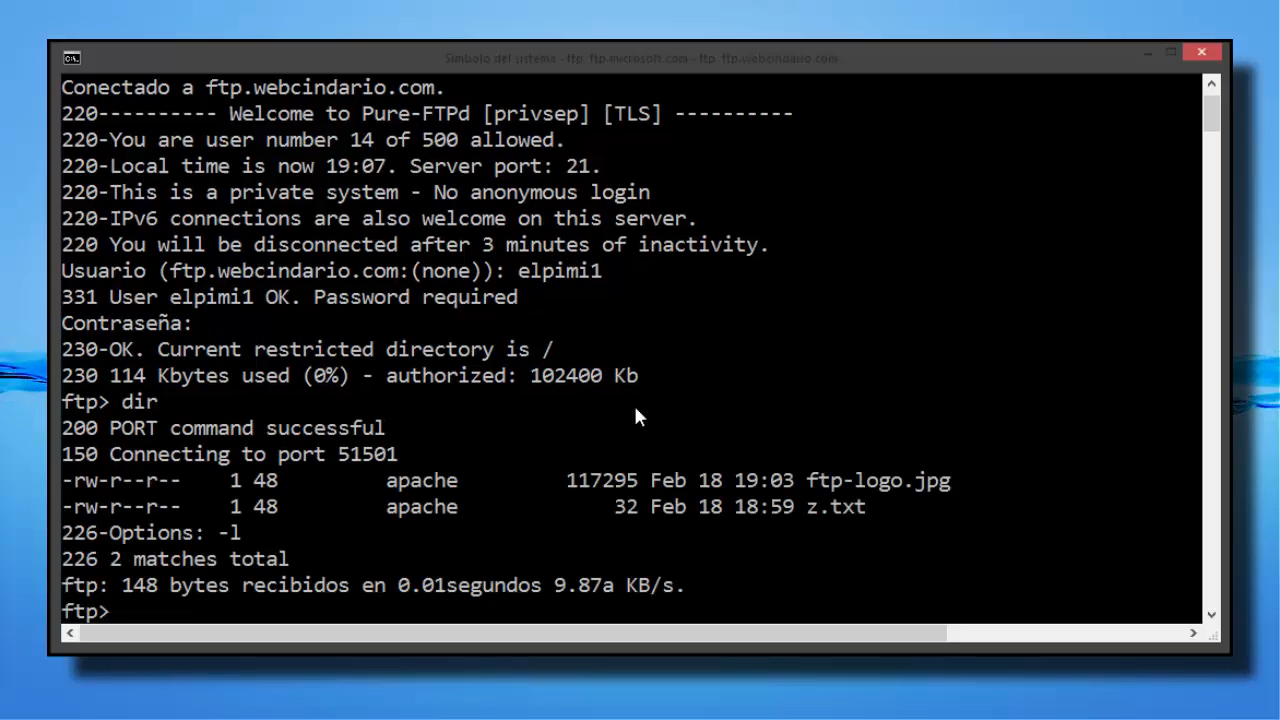 Símbolo del sistema - ftp ftp.microsoft.com - ftp ftp.webcindario.com
Conectado a ftp.webcindario.com.
220---------- Welcome to Pure-FTPd [privsep] [TLS] ----------
220-You are user number 14 of 500 allowed.
220-Local time is now 19:07. Server port: 21.
220-This is a private system - No anonymous login
220-IPv6 connections are also welcome on this server.
220 You will be disconnected after 3 minutes of inactivity.
Usuario (ftp.webcindario.com:(none)): elpimi1
331 User elpimi1 OK. Password required
Contraseña:
230-OK. Current restricted directory is /
230 114 Kbytes used (0%) - authorized: 102400 Kb
ftp> dir
200 PORT command successful
150 Connecting to port 51501
-rw-r--r--    1 48         apache         117295 Feb 18 19:03 ftp-logo.jpg
-rw-r--r--    1 48         apache             32 Feb 18 18:59 z.txt
226-Options: -l
226 2 matches total
ftp: 148 bytes recibidos en 0.01segundos 9.87a KB/s.
ftp>